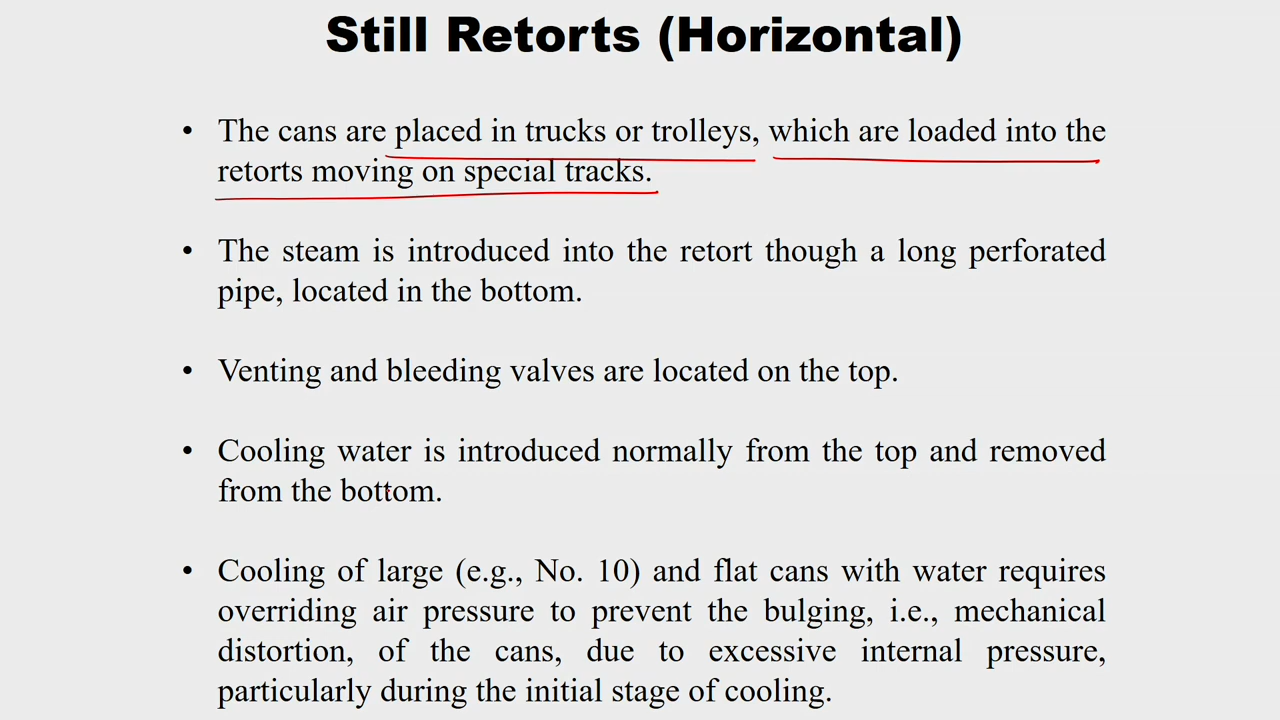 Still Retorts (Horizontal)
• The cans are placed in trucks or trolleys, which are loaded into the
retorts moving on special tracks.
• The steam is introduced into the retort though a long perforated
pipe, located in the bottom.
• Venting and bleeding valves are located on the top.
• Cooling water is introduced normally from the top and removed
from the bottom.
• Cooling of large (e.g., No. 10) and flat cans with water requires
overriding air pressure to prevent the bulging, i.e., mechanical
distortion, of the cans, due to excessive internal pressure,
particularly during the initial stage of cooling.